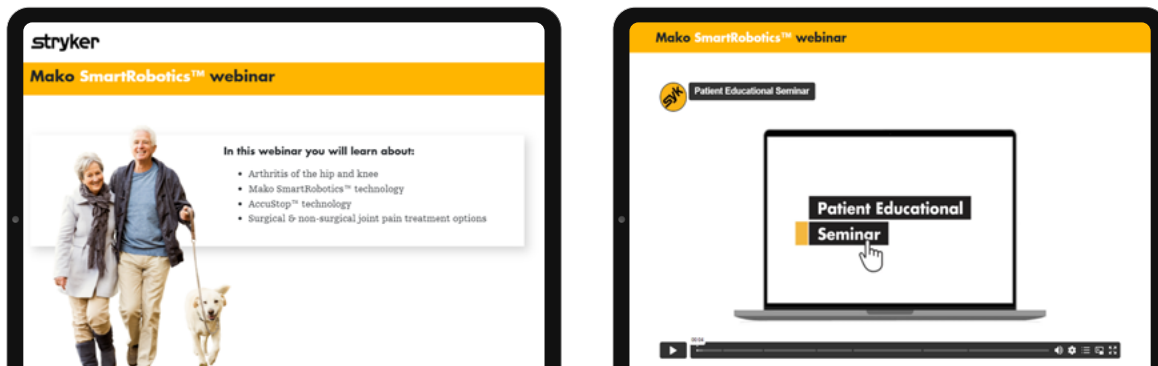 stryker
Mako SmartRobotics™ webinar
In this webinar you will learn about:
• Arthritis of the hip and knee
• Mako SmartRobotics™ technology
• AccuStop™ technology
• Surgical & non-surgical joint pain treatment options
Mako SmartRobotics™ webinar
syk
Patient Educational Seminar
Patient Educational
Seminar
00:04